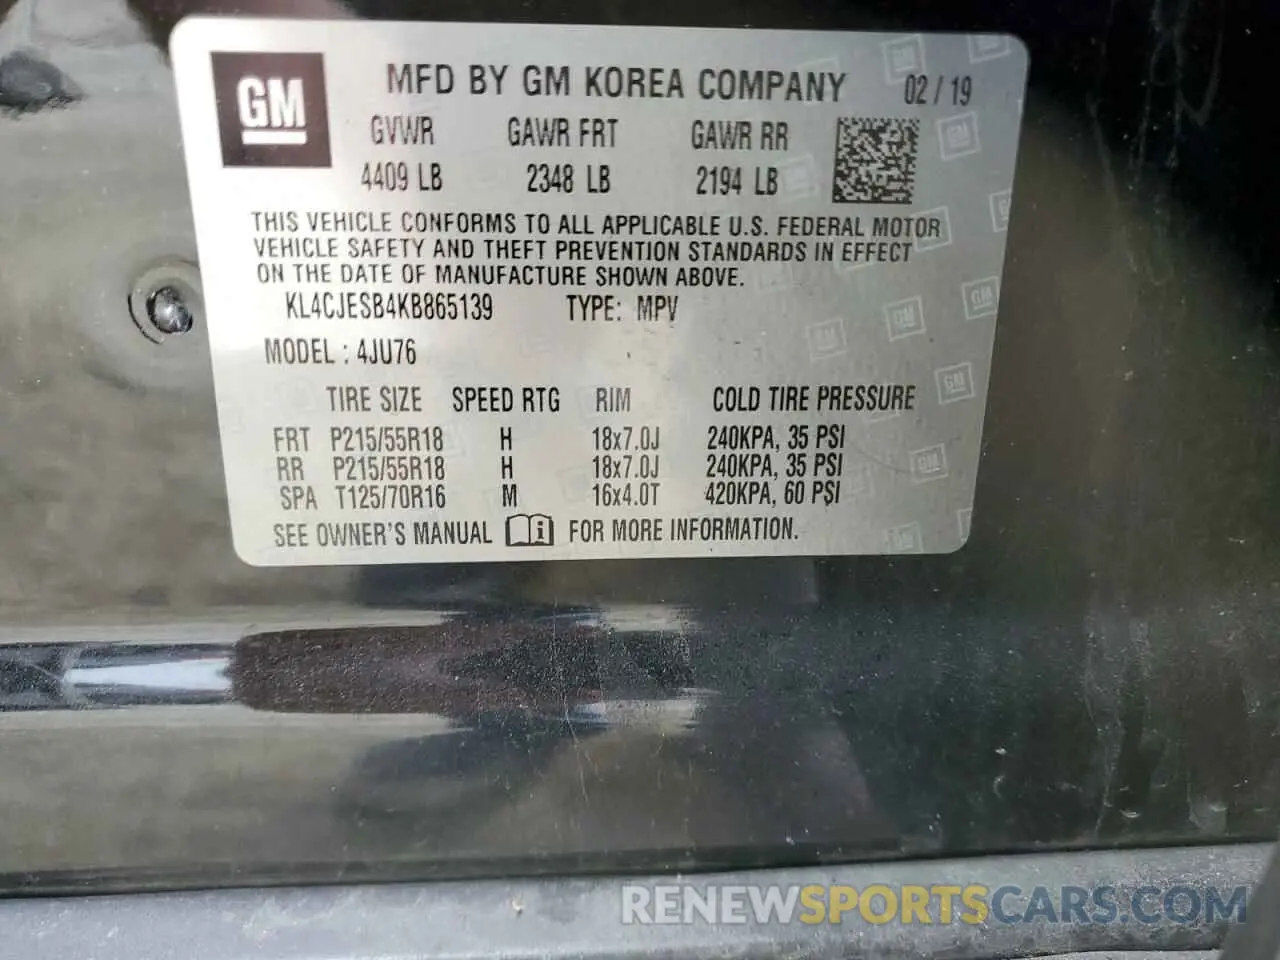 GM
MFD BY GM KOREA COMPANY 02 / 19
GVWR GAWR FRT GAWR RR
4409 LB 2348 LB 2194 LB
THIS VEHICLE CONFORMS TO ALL APPLICABLE U.S. FEDERAL MOTOR
VEHICLE SAFETY AND THEFT PREVENTION STANDARDS IN EFFECT
ON THE DATE OF MANUFACTURE SHOWN ABOVE.
KL4CJESB4KB865139 TYPE: MPV
MODEL : 4JU76
TIRE SIZE SPEED RTG RIM COLD TIRE PRESSURE
FRT P215/55R18 H 18x7.0J 240KPA, 35 PSI
RR P215/55R18 H 18x7.0J 240KPA, 35 PSI
SPA T125/70R16 M 16x4.0T 420KPA, 60 PSI
SEE OWNER'S MANUAL i FOR MORE INFORMATION.
RENEWSPORTSCARS.COM